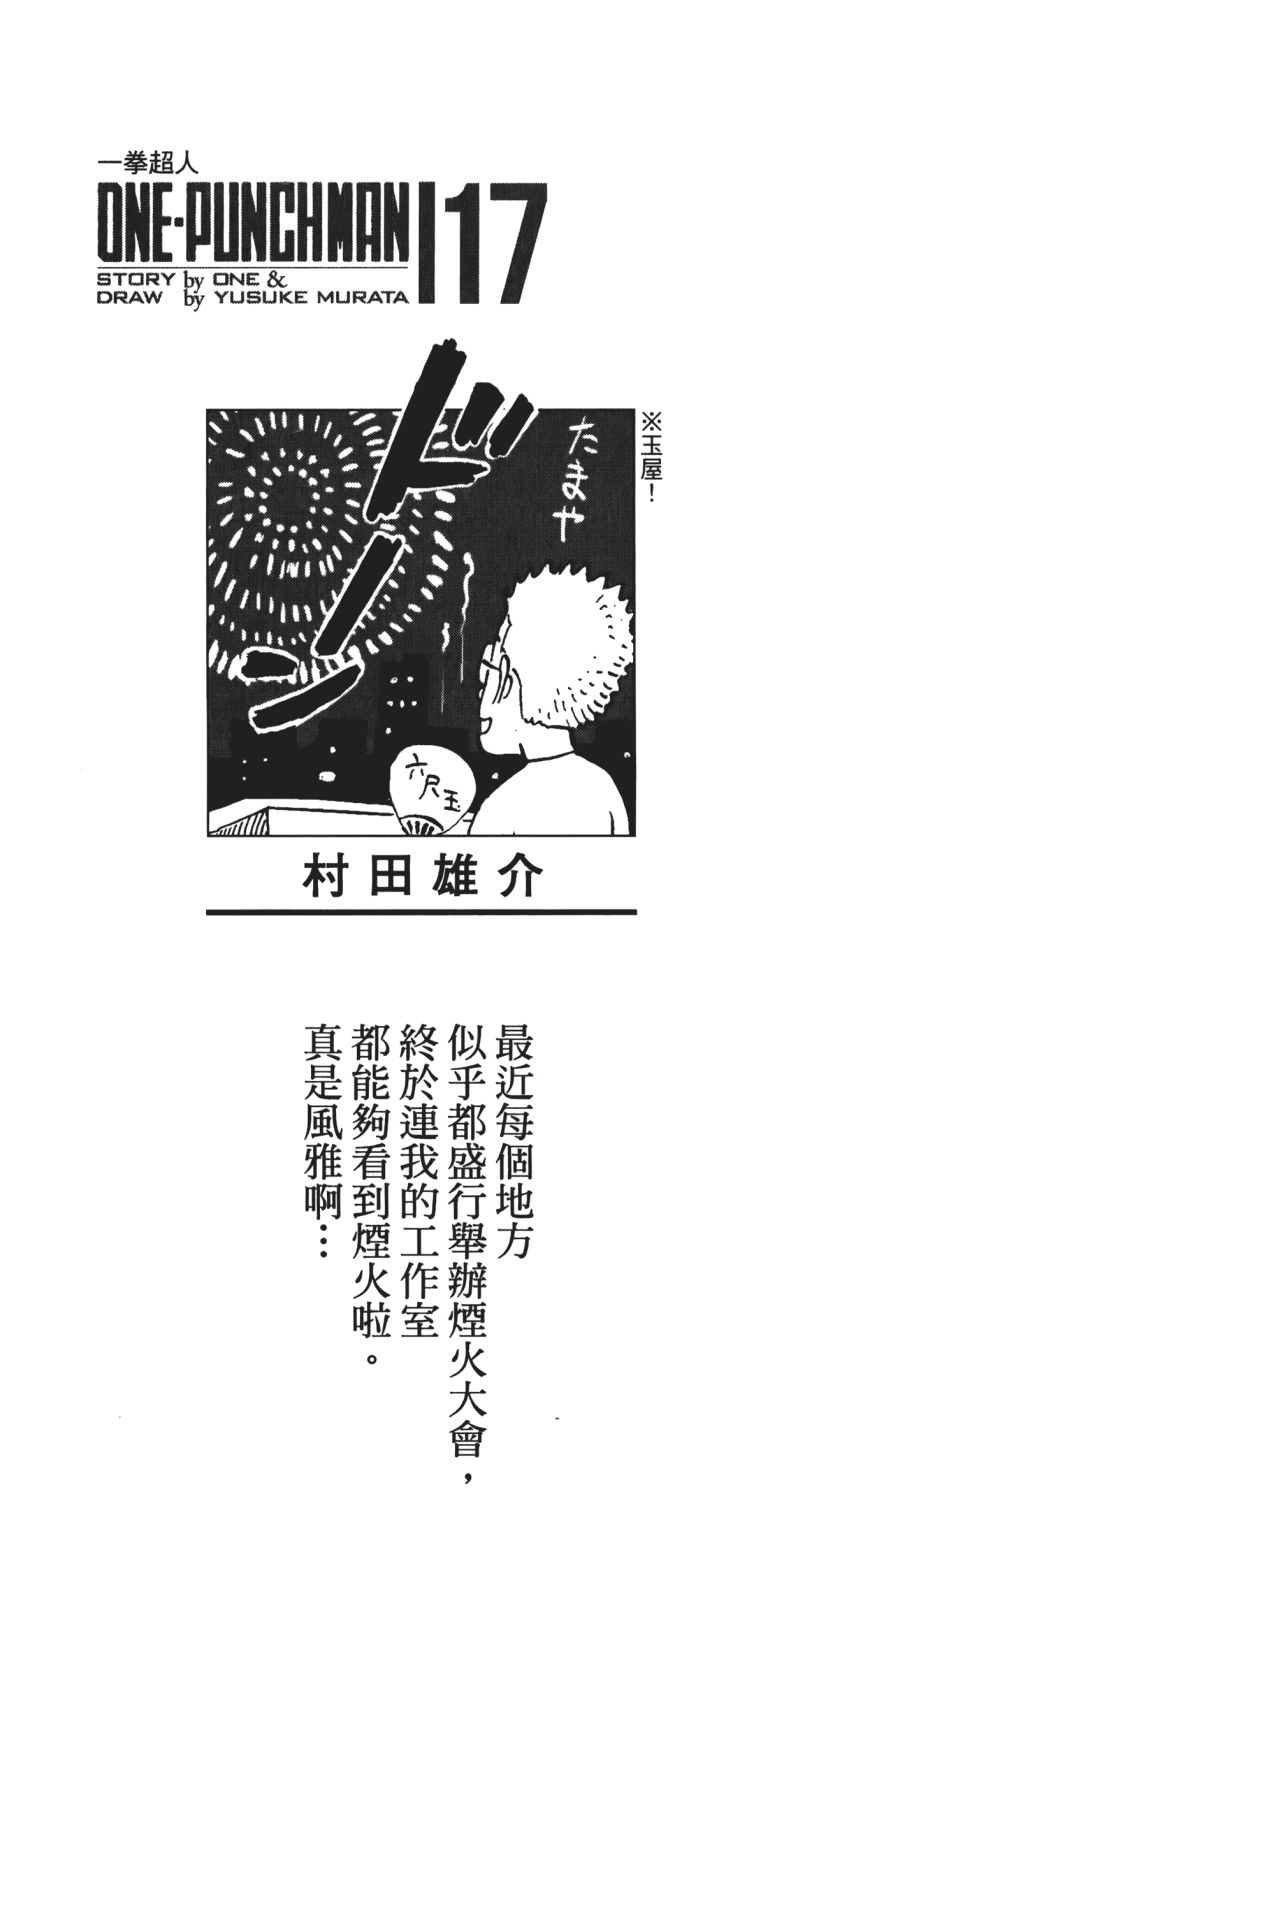 一拳超人
ONE-PUNCH MAN 17
STORY by ONE &
DRAW by YUSUKE MURATA
ドドーン
※玉屋！
たまや
六尺玉
村田雄介
最近每個地方
似乎都盛行舉辦煙火大會，
終於連我的工作室
都能夠看到煙火啦。
真是風雅啊…